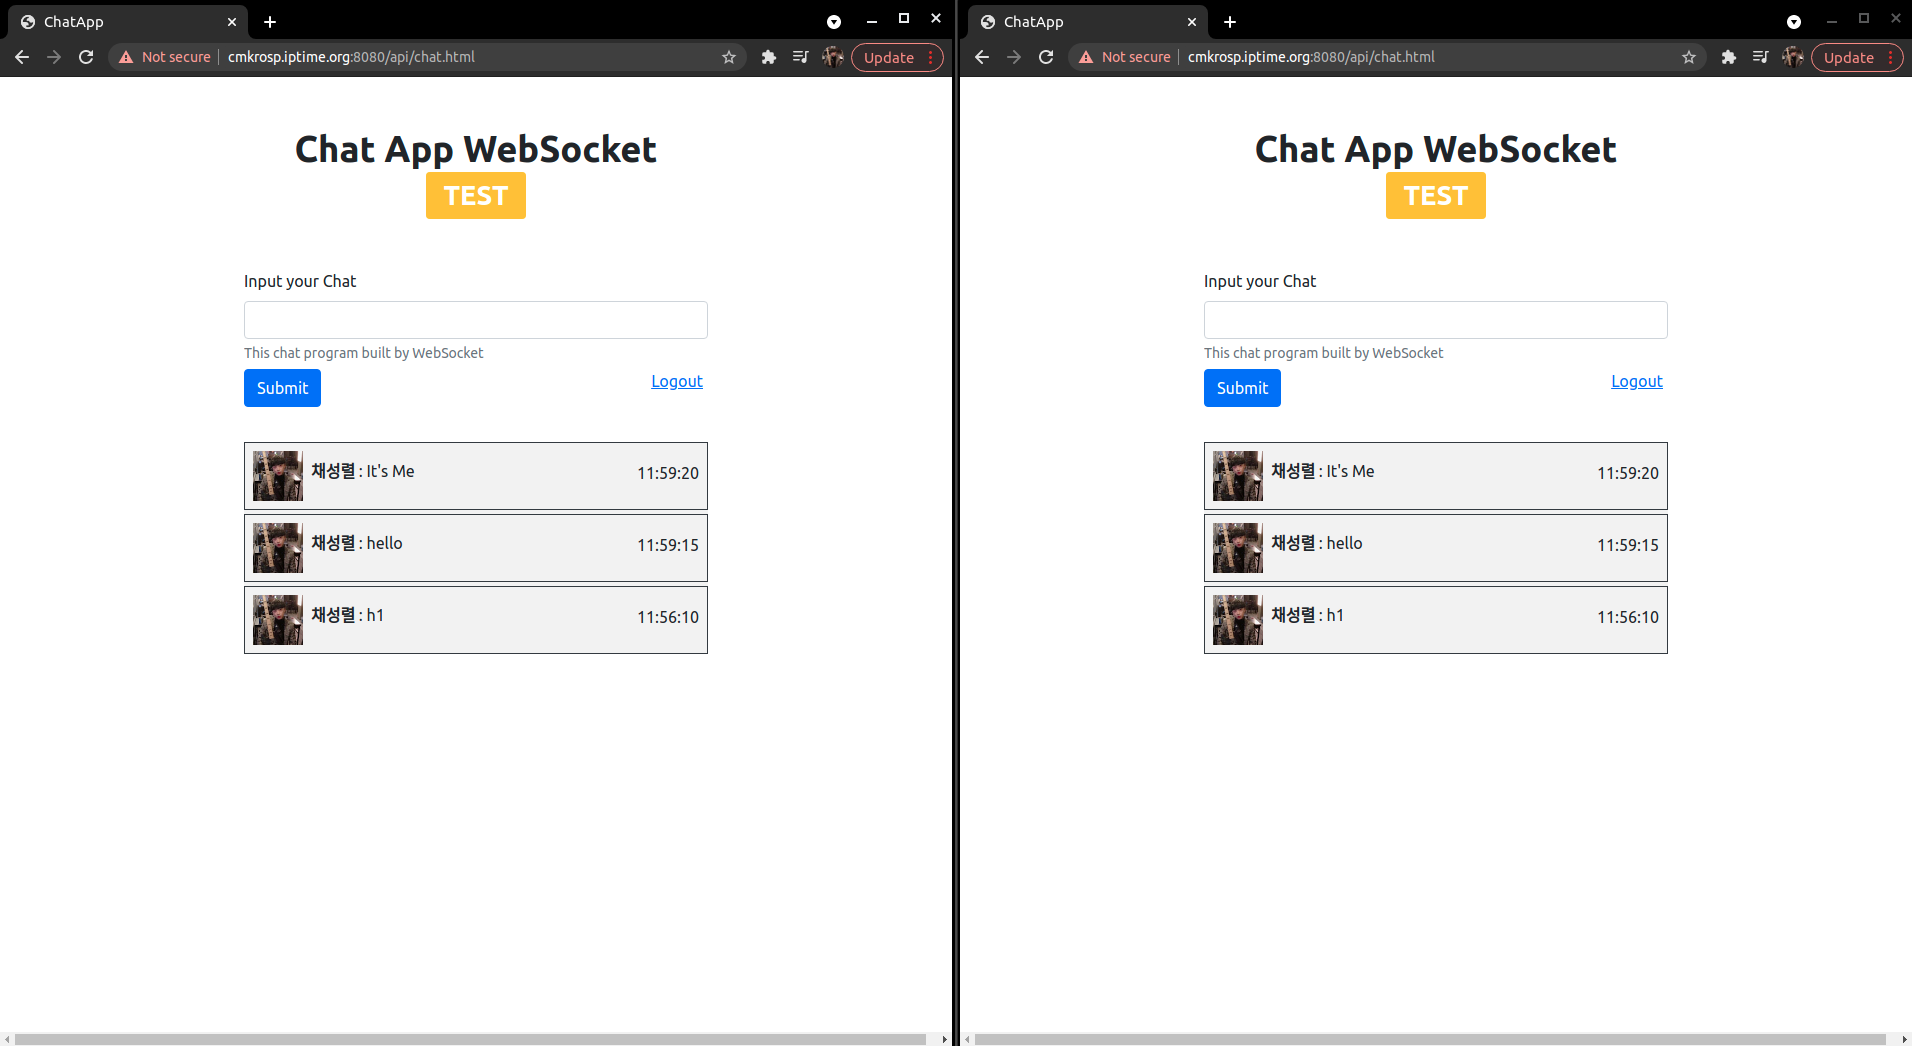 ChatApp
Not secure cmkrosp.iptime.org:8080/api/chat.html Update
Chat App WebSocket
TEST
Input your Chat
This chat program built by WebSocket
Submit Logout
채성렬 : It's Me 11:59:20
채성렬 : hello 11:59:15
채성렬 : h1 11:56:10
ChatApp
Not secure cmkrosp.iptime.org:8080/api/chat.html Update
Chat App WebSocket
TEST
Input your Chat
This chat program built by WebSocket
Submit Logout
채성렬 : It's Me 11:59:20
채성렬 : hello 11:59:15
채성렬 : h1 11:56:10